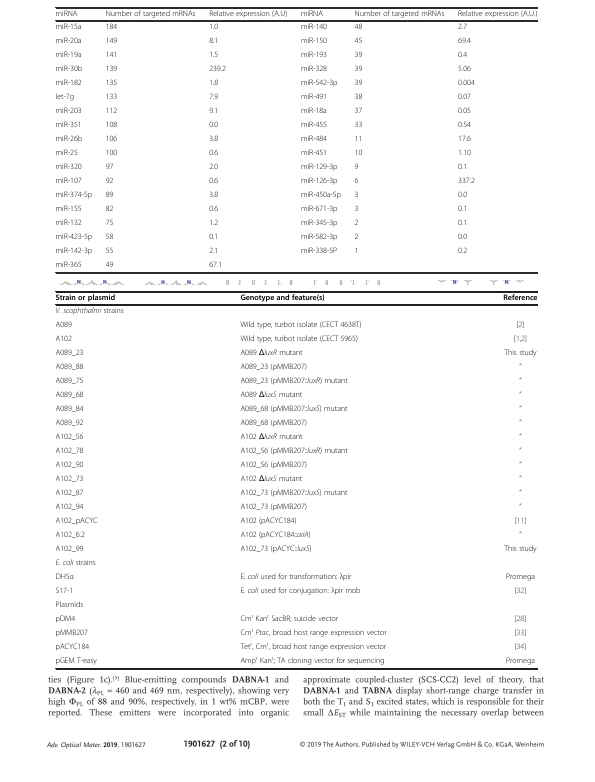 miRNA Number of targeted mRNAs Relative expression (A.U) miRNA Number of targeted mRNAs Relative expression (A.U.)
miR-15a 184 1.0 miR-140 48 2.7
miR-20a 149 8.1 miR-150 45 69.4
miR-19a 141 1.5 miR-193 39 0.4
miR-30b 139 239.2 miR-328 39 5.06
miR-182 135 1.8 miR-542-3p 39 0.004
let-7g 133 7.9 miR-491 38 0.07
miR-203 112 9.1 miR-18a 37 0.05
miR-351 108 0.0 miR-455 33 0.54
miR-26b 106 3.8 miR-484 11 17.6
miR-25 100 0.6 miR-451 10 1.10
miR-320 97 2.0 miR-129-3p 9 0.1
miR-107 92 0.6 miR-126-3p 6 337.2
miR-374-5p 89 3.8 miR-450a-5p 3 0.0
miR-155 82 0.6 miR-671-3p 3 0.1
miR-132 75 1.2 miR-345-3p 2 0.1
miR-423-5p 58 0.1 miR-582-3p 2 0.0
miR-142-3p 55 2.1 miR-338-5P 1 0.2
miR-365 49 67.1
Strain or plasmid Genotype and feature(s) Reference
V. scophthalmi strains
A089 Wild type, turbot isolate (CECT 4638T) [2]
A102 Wild type, turbot isolate (CECT 5965) [1,2]
A089_23 A089 ΔluxR mutant This study
A089_88 A089_23 (pMMB207) "
A089_75 A089_23 (pMMB207::luxR) mutant "
A089_68 A089 ΔluxS mutant "
A089_84 A089_68 (pMMB207::luxS) mutant "
A089_92 A089_68 (pMMB207) "
A102_56 A102 ΔluxR mutant "
A102_78 A102_56 (pMMB207::luxR) mutant "
A102_90 A102_56 (pMMB207) "
A102_73 A102 ΔluxS mutant "
A102_87 A102_73 (pMMB207::luxS) mutant "
A102_94 A102_73 (pMMB207) "
A102_pACYC A102 (pACYC184) [11]
A102_6.2 A102 (pACYC184::aiiA) "
A102_99 A102_73 (pACYC::luxS) This study
E. coli strains
DH5α E. coli used for transformation: λpir Promega
S17-1 E. coli used for conjugation: λpir mob [32]
Plasmids
pDM4 Cmʳ Kanʳ SacBR; suicide vector [28]
pMMB207 Cmʳ Ptac, broad host range expression vector [33]
pACYC184 Tetʳ, Cmʳ, broad host range expression vector [34]
pGEM T-easy Ampʳ Kanʳ; TA cloning vector for sequencing Promega
ties (Figure 1c).[5] Blue-emitting compounds DABNA-1 and
DABNA-2 (λPL = 460 and 469 nm, respectively), showing very
high ΦPL of 88 and 90%, respectively, in 1 wt% mCBP, were
reported. These emitters were incorporated into organic
approximate coupled-cluster (SCS-CC2) level of theory, that
DABNA-1 and TABNA display short-range charge transfer in
both the T1 and S1 excited states, which is responsible for their
small ΔEST while maintaining the necessary overlap between
Adv. Optical Mater. 2019, 1901627 1901627 (2 of 10) © 2019 The Authors. Published by WILEY-VCH Verlag GmbH & Co. KGaA, Weinheim